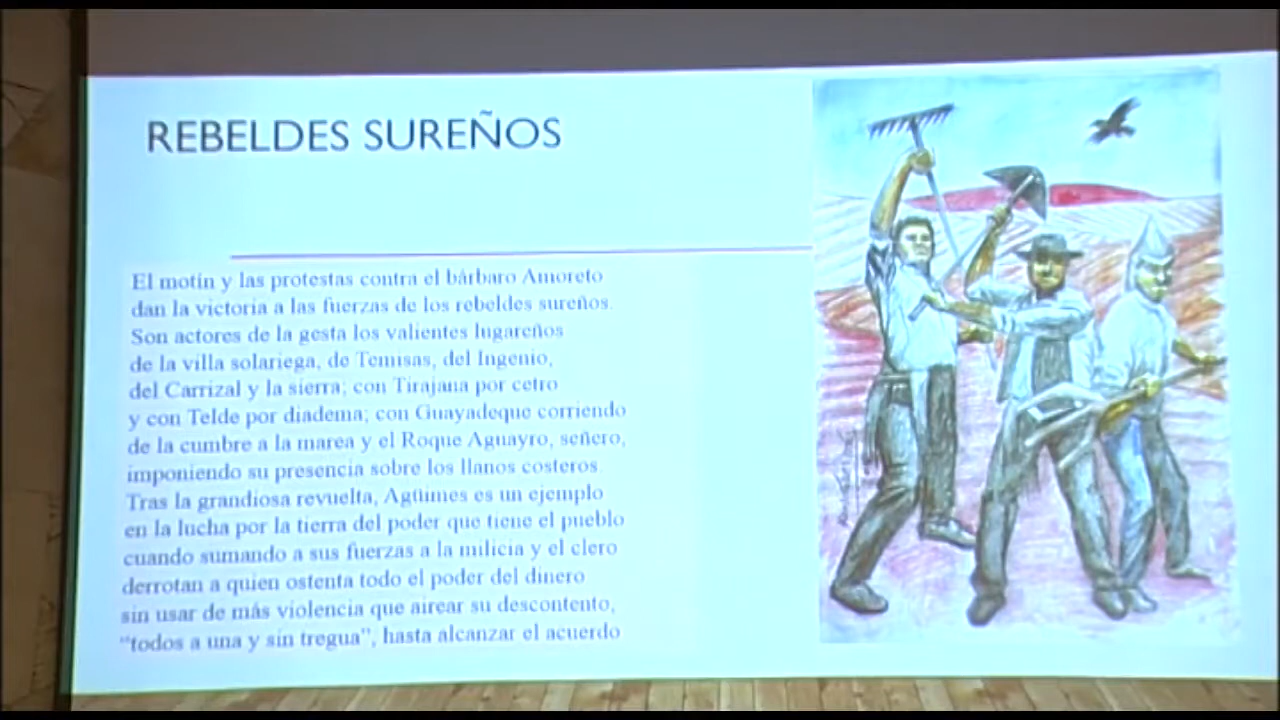 REBELDES SUREÑOS
El motín y las protestas contra el bárbaro Amoreto
dan la victoria a las fuerzas de los rebeldes sureños.
Son actores de la gesta los valientes lugareños
de la villa solariega, de Temisas, del Ingenio,
del Carrizal y la sierra; con Tirajana por cetro
y con Telde por diadema; con Guayadeque corriendo
de la cumbre a la marea y el Roque Aguayro, señero,
imponiendo su presencia sobre los llanos costeros.
Tras la grandiosa revuelta, Agüimes es un ejemplo
en la lucha por la tierra del poder que tiene el pueblo
cuando sumando a sus fuerzas a la milicia y el clero
derrotan a quien ostenta todo el poder del dinero
sin usar de más violencia que airear su descontento,
“todos a una y sin tregua”, hasta alcanzar el acuerdo